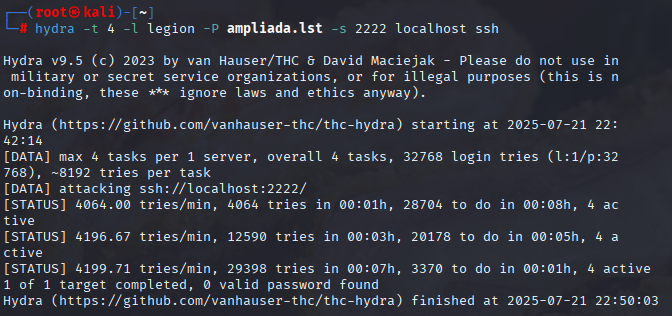 ┌──(root㉿kali)-[~]
└─# hydra -t 4 -l legion -P ampliada.lst -s 2222 localhost ssh
Hydra v9.5 (c) 2023 by van Hauser/THC & David Maciejak - Please do not use in
 military or secret service organizations, or for illegal purposes (this is n
on-binding, these *** ignore laws and ethics anyway).
Hydra (https://github.com/vanhauser-thc/thc-hydra) starting at 2025-07-21 22:
42:14
[DATA] max 4 tasks per 1 server, overall 4 tasks, 32768 login tries (l:1/p:32
768), ~8192 tries per task
[DATA] attacking ssh://localhost:2222/
[STATUS] 4064.00 tries/min, 4064 tries in 00:01h, 28704 to do in 00:08h, 4 ac
tive
[STATUS] 4196.67 tries/min, 12590 tries in 00:03h, 20178 to do in 00:05h, 4 a
ctive
[STATUS] 4199.71 tries/min, 29398 tries in 00:07h, 3370 to do in 00:01h, 4 active
1 of 1 target completed, 0 valid password found
Hydra (https://github.com/vanhauser-thc/thc-hydra) finished at 2025-07-21 22:50:03